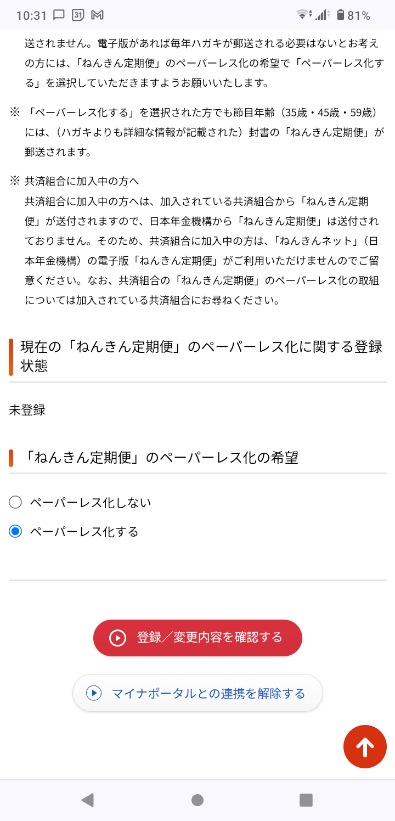 10:31 31 81%
送されません。電子版があれば毎年ハガキが郵送される必要はないとお考え
の方には、「ねんきん定期便」のペーパーレス化の希望で「ペーパーレス化す
る」を選択していただきますようお願いいたします。
※ 「ペーパーレス化する」を選択された方でも節目年齢（35歳・45歳・59歳）
には、（ハガキよりも詳細な情報が記載された）封書の「ねんきん定期便」が
郵送されます。
※ 共済組合に加入中の方へ
共済組合に加入中の方へは、加入されている共済組合から「ねんきん定期
便」が送付されますので、日本年金機構から「ねんきん定期便」は送付され
ておりません。そのため、共済組合に加入中の方は、「ねんきんネット」（日
本年金機構）の電子版「ねんきん定期便」がご利用いただけませんのでご留
意ください。なお、共済組合の「ねんきん定期便」のペーパーレス化の取組
については加入されている共済組合にお尋ねください。
現在の「ねんきん定期便」のペーパーレス化に関する登録
状態
未登録
「ねんきん定期便」のペーパーレス化の希望
ペーパーレス化しない
ペーパーレス化する
登録／変更内容を確認する
マイナポータルとの連携を解除する